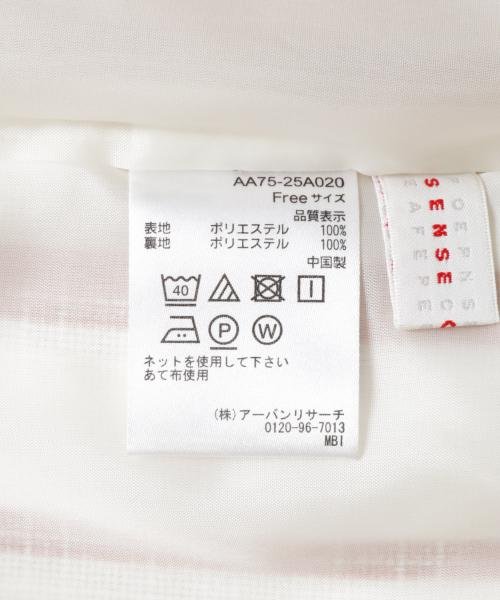 AA75-25A020
Freeサイズ
品質表示
表地 ポリエステル 100%
裏地 ポリエステル 100%
中国製
40
P W
ネットを使用して下さい
あて布使用
(株)アーバンリサーチ
0120-96-7013
MBI
SENSE